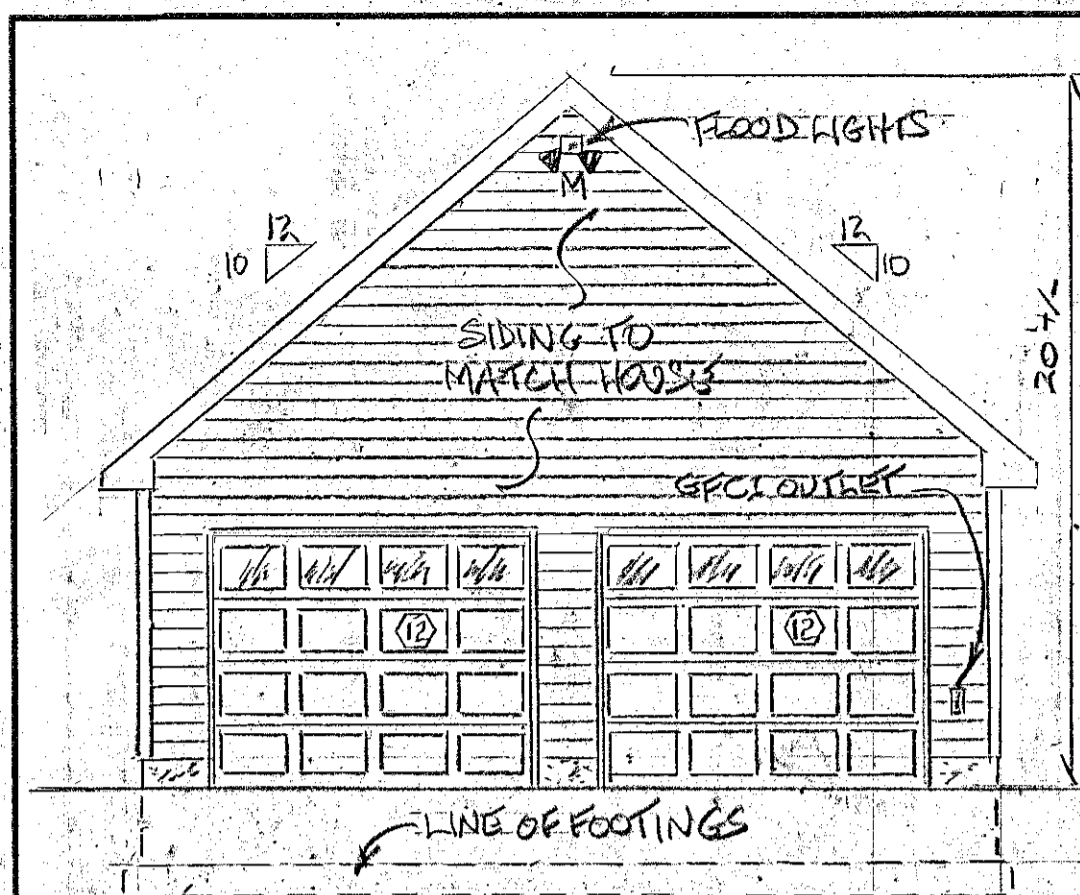 FLOOD LIGHTS
M
12
10
12
10
20'+/-
SIDING TO
MATCH HOUSE
GFCI OUTLET
12
12
LINE OF FOOTINGS